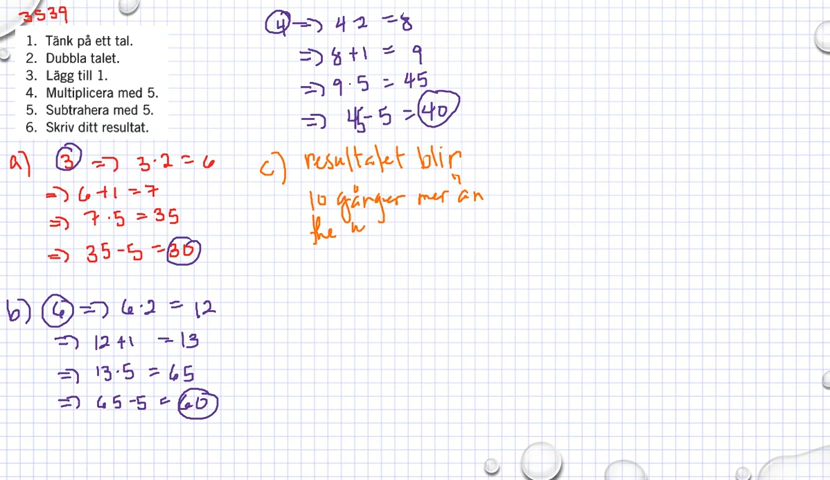 3539
1. Tänk på ett tal.
2. Dubbla talet.
3. Lägg till 1.
4. Multiplicera med 5.
5. Subtrahera med 5.
6. Skriv ditt resultat.
a) 3 => 3·2 = 6
=> 6+1 = 7
=> 7·5 = 35
=> 35-5 = 30
b) 6 => 6·2 = 12
=> 12+1 = 13
=> 13·5 = 65
=> 65-5 = 60
4 => 4·2 = 8
=> 8+1 = 9
=> 9·5 = 45
=> 45-5 = 40
c) resultatet blir
10 gånger mer än
the